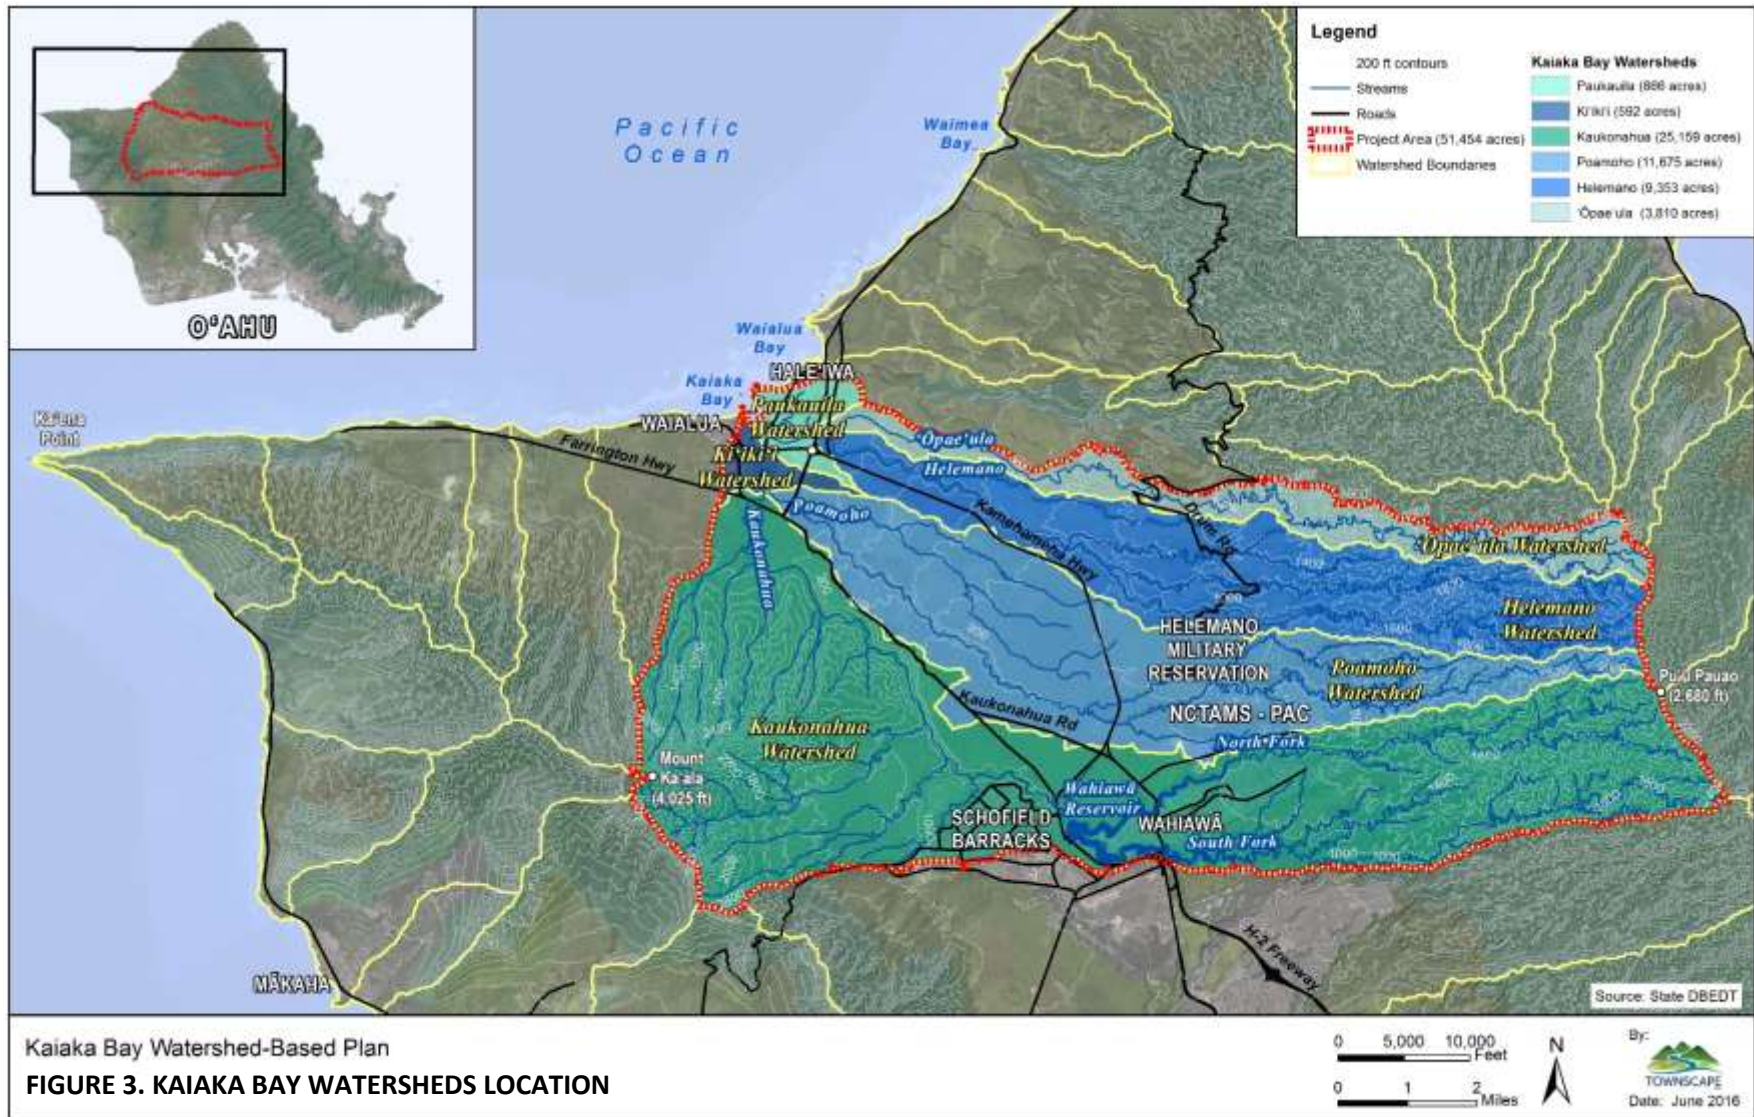 O‘AHU
Pacific
Ocean
Waimea
Bay
Waialua
Bay
Kaiaka
Bay
HALE‘IWA
WAIALUA
Ka‘ena
Point
Farrington Hwy
Paukauila
Watershed
Ki‘iki‘i
Watershed
‘Ōpae‘ula
Helemano
Poamoho
Kaukonahua
Kamehameha Hwy
Drum Rd
‘Ōpae‘ula Watershed
Helemano
Watershed
HELEMANO
MILITARY
RESERVATION
Poamoho
Watershed
NCTAMS - PAC
Kaukonahua Rd
North Fork
Pu‘u Pauao
(2,680 ft)
Kaukonahua
Watershed
Mount
Ka‘ala
(4,025 ft)
SCHOFIELD
BARRACKS
Wahiawā
Reservoir
WAHIAWĀ
South Fork
H-2 Freeway
MĀKAHA
Legend
200 ft contours
Streams
Roads
Project Area (51,454 acres)
Watershed Boundaries
Kaiaka Bay Watersheds
Paukauila (866 acres)
Ki‘iki‘i (592 acres)
Kaukonahua (25,159 acres)
Poamoho (11,675 acres)
Helemano (9,353 acres)
‘Ōpae‘ula (3,810 acres)
Source: State DBEDT
Kaiaka Bay Watershed-Based Plan
FIGURE 3. KAIAKA BAY WATERSHEDS LOCATION
0 5,000 10,000
Feet
0 1 2
Miles
N
By:
TOWNSCAPE
Date: June 2016